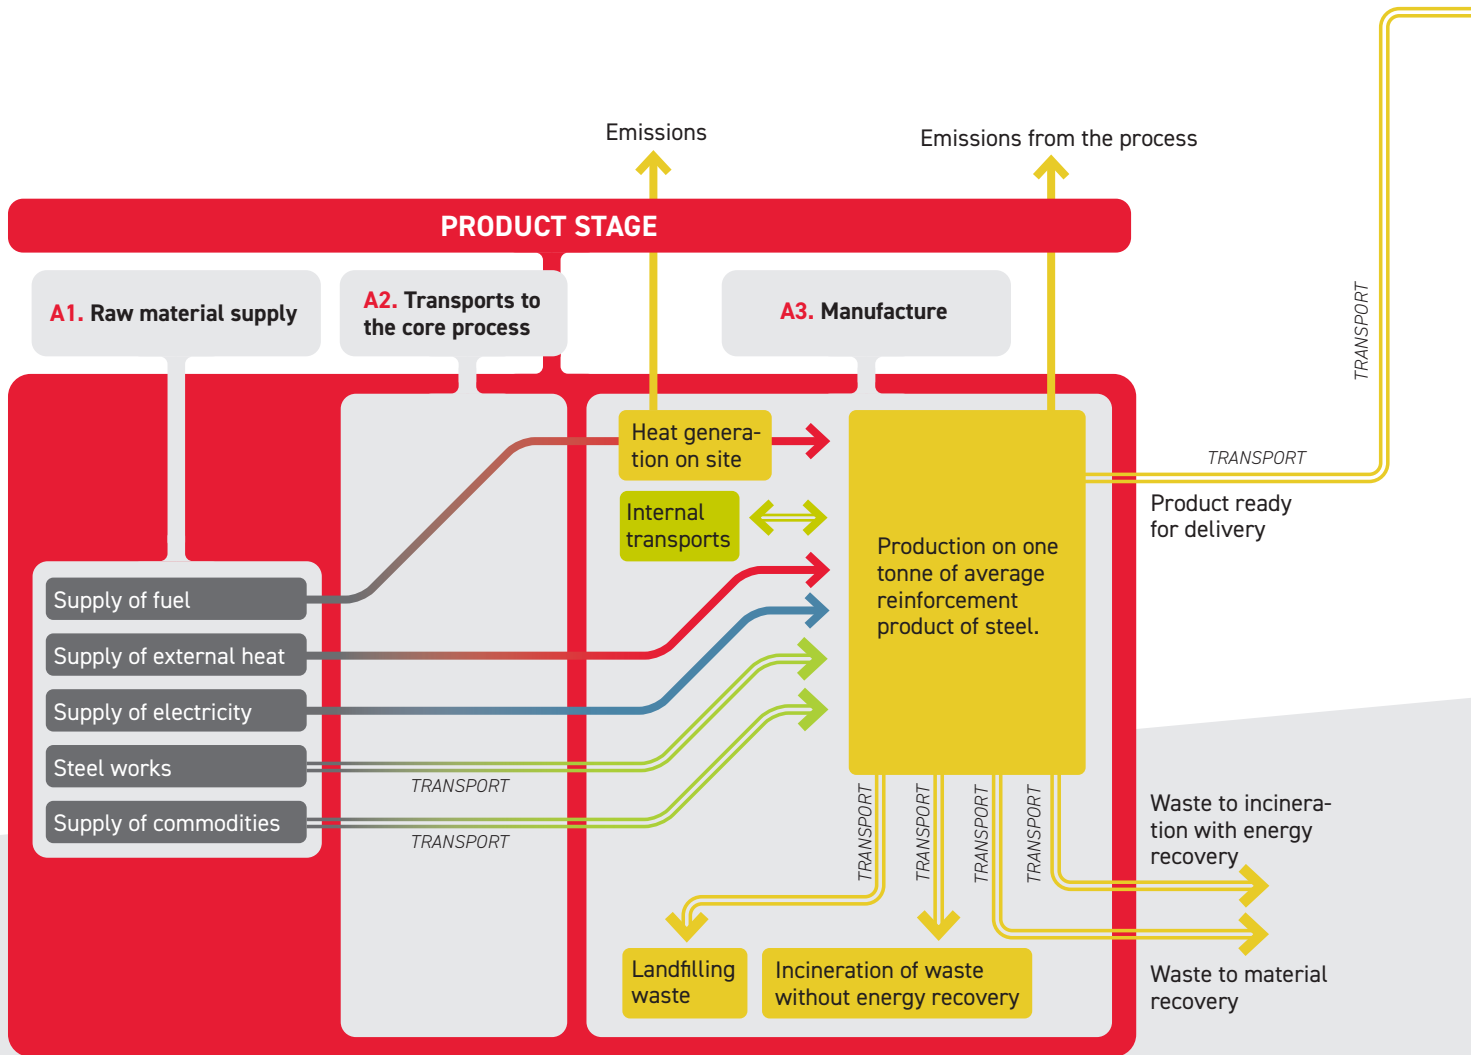 Emissions
Emissions from the process
PRODUCT STAGE
A1. Raw material supply
A2. Transports to
the core process
A3. Manufacture
TRANSPORT
Heat genera-
tion on site
TRANSPORT
Internal
transports
Product ready
for delivery
Production on one
tonne of average
reinforcement
product of steel.
Supply of fuel
Supply of external heat
Supply of electricity
Steel works
TRANSPORT
Supply of commodities
TRANSPORT
TRANSPORT
TRANSPORT
TRANSPORT
TRANSPORT
Waste to incinera-
tion with energy
recovery
Landfilling
waste
Incineration of waste
without energy recovery
Waste to material
recovery